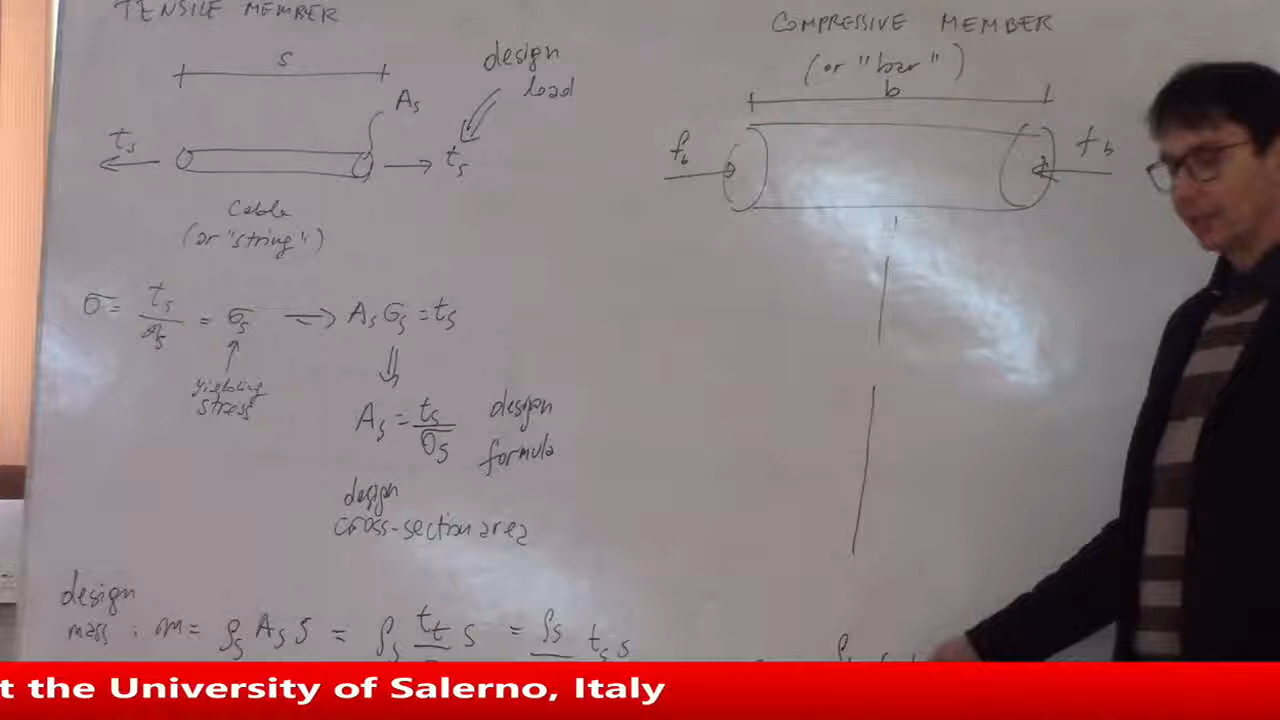 TENSILE MEMBER
s
design
load
As
ts
ts
Cable
(or "string")
σ = ts/As = σs ⇒ As σs = ts
yielding
stress
As = ts/σs
design
formula
design
cross-section area
design
mass : m = ρs As s = ρs tt s = ρs ts s
COMPRESSIVE MEMBER
(or "bar")
b
fb
fb
t the University of Salerno, Italy